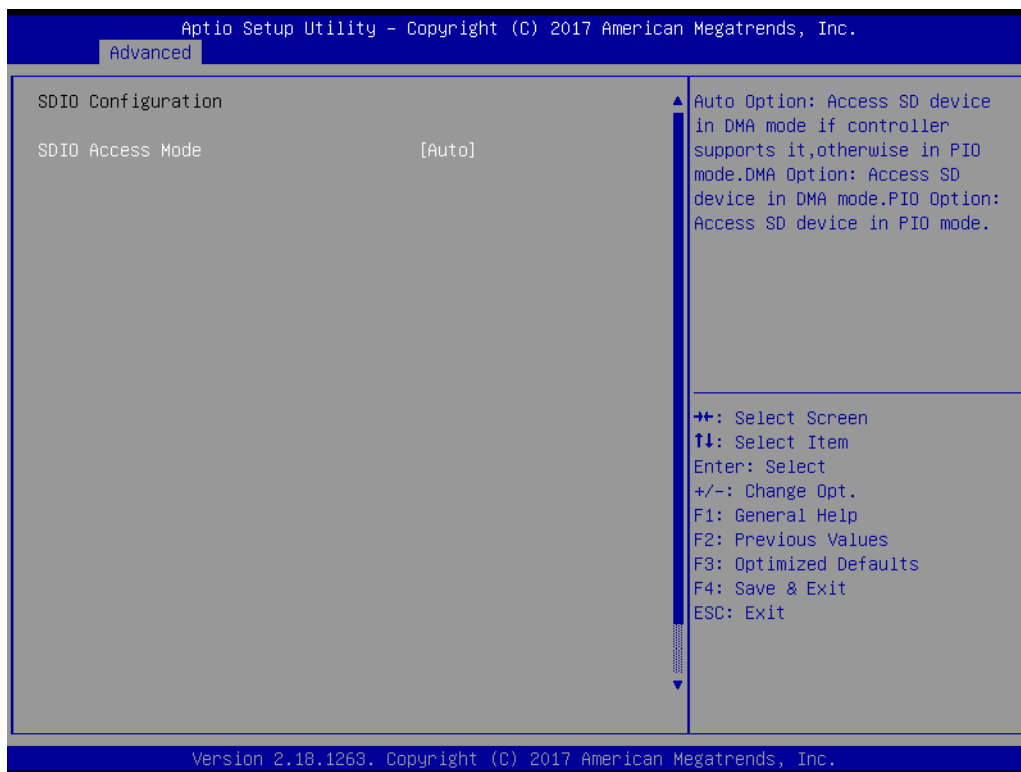 Aptio Setup Utility – Copyright (C) 2017 American Megatrends, Inc.
Advanced
SDIO Configuration
SDIO Access Mode [Auto]
Auto Option: Access SD device
in DMA mode if controller
supports it,otherwise in PIO
mode.DMA Option: Access SD
device in DMA mode.PIO Option:
Access SD device in PIO mode.
→←: Select Screen
↑↓: Select Item
Enter: Select
+/-: Change Opt.
F1: General Help
F2: Previous Values
F3: Optimized Defaults
F4: Save & Exit
ESC: Exit
Version 2.18.1263. Copyright (C) 2017 American Megatrends, Inc.